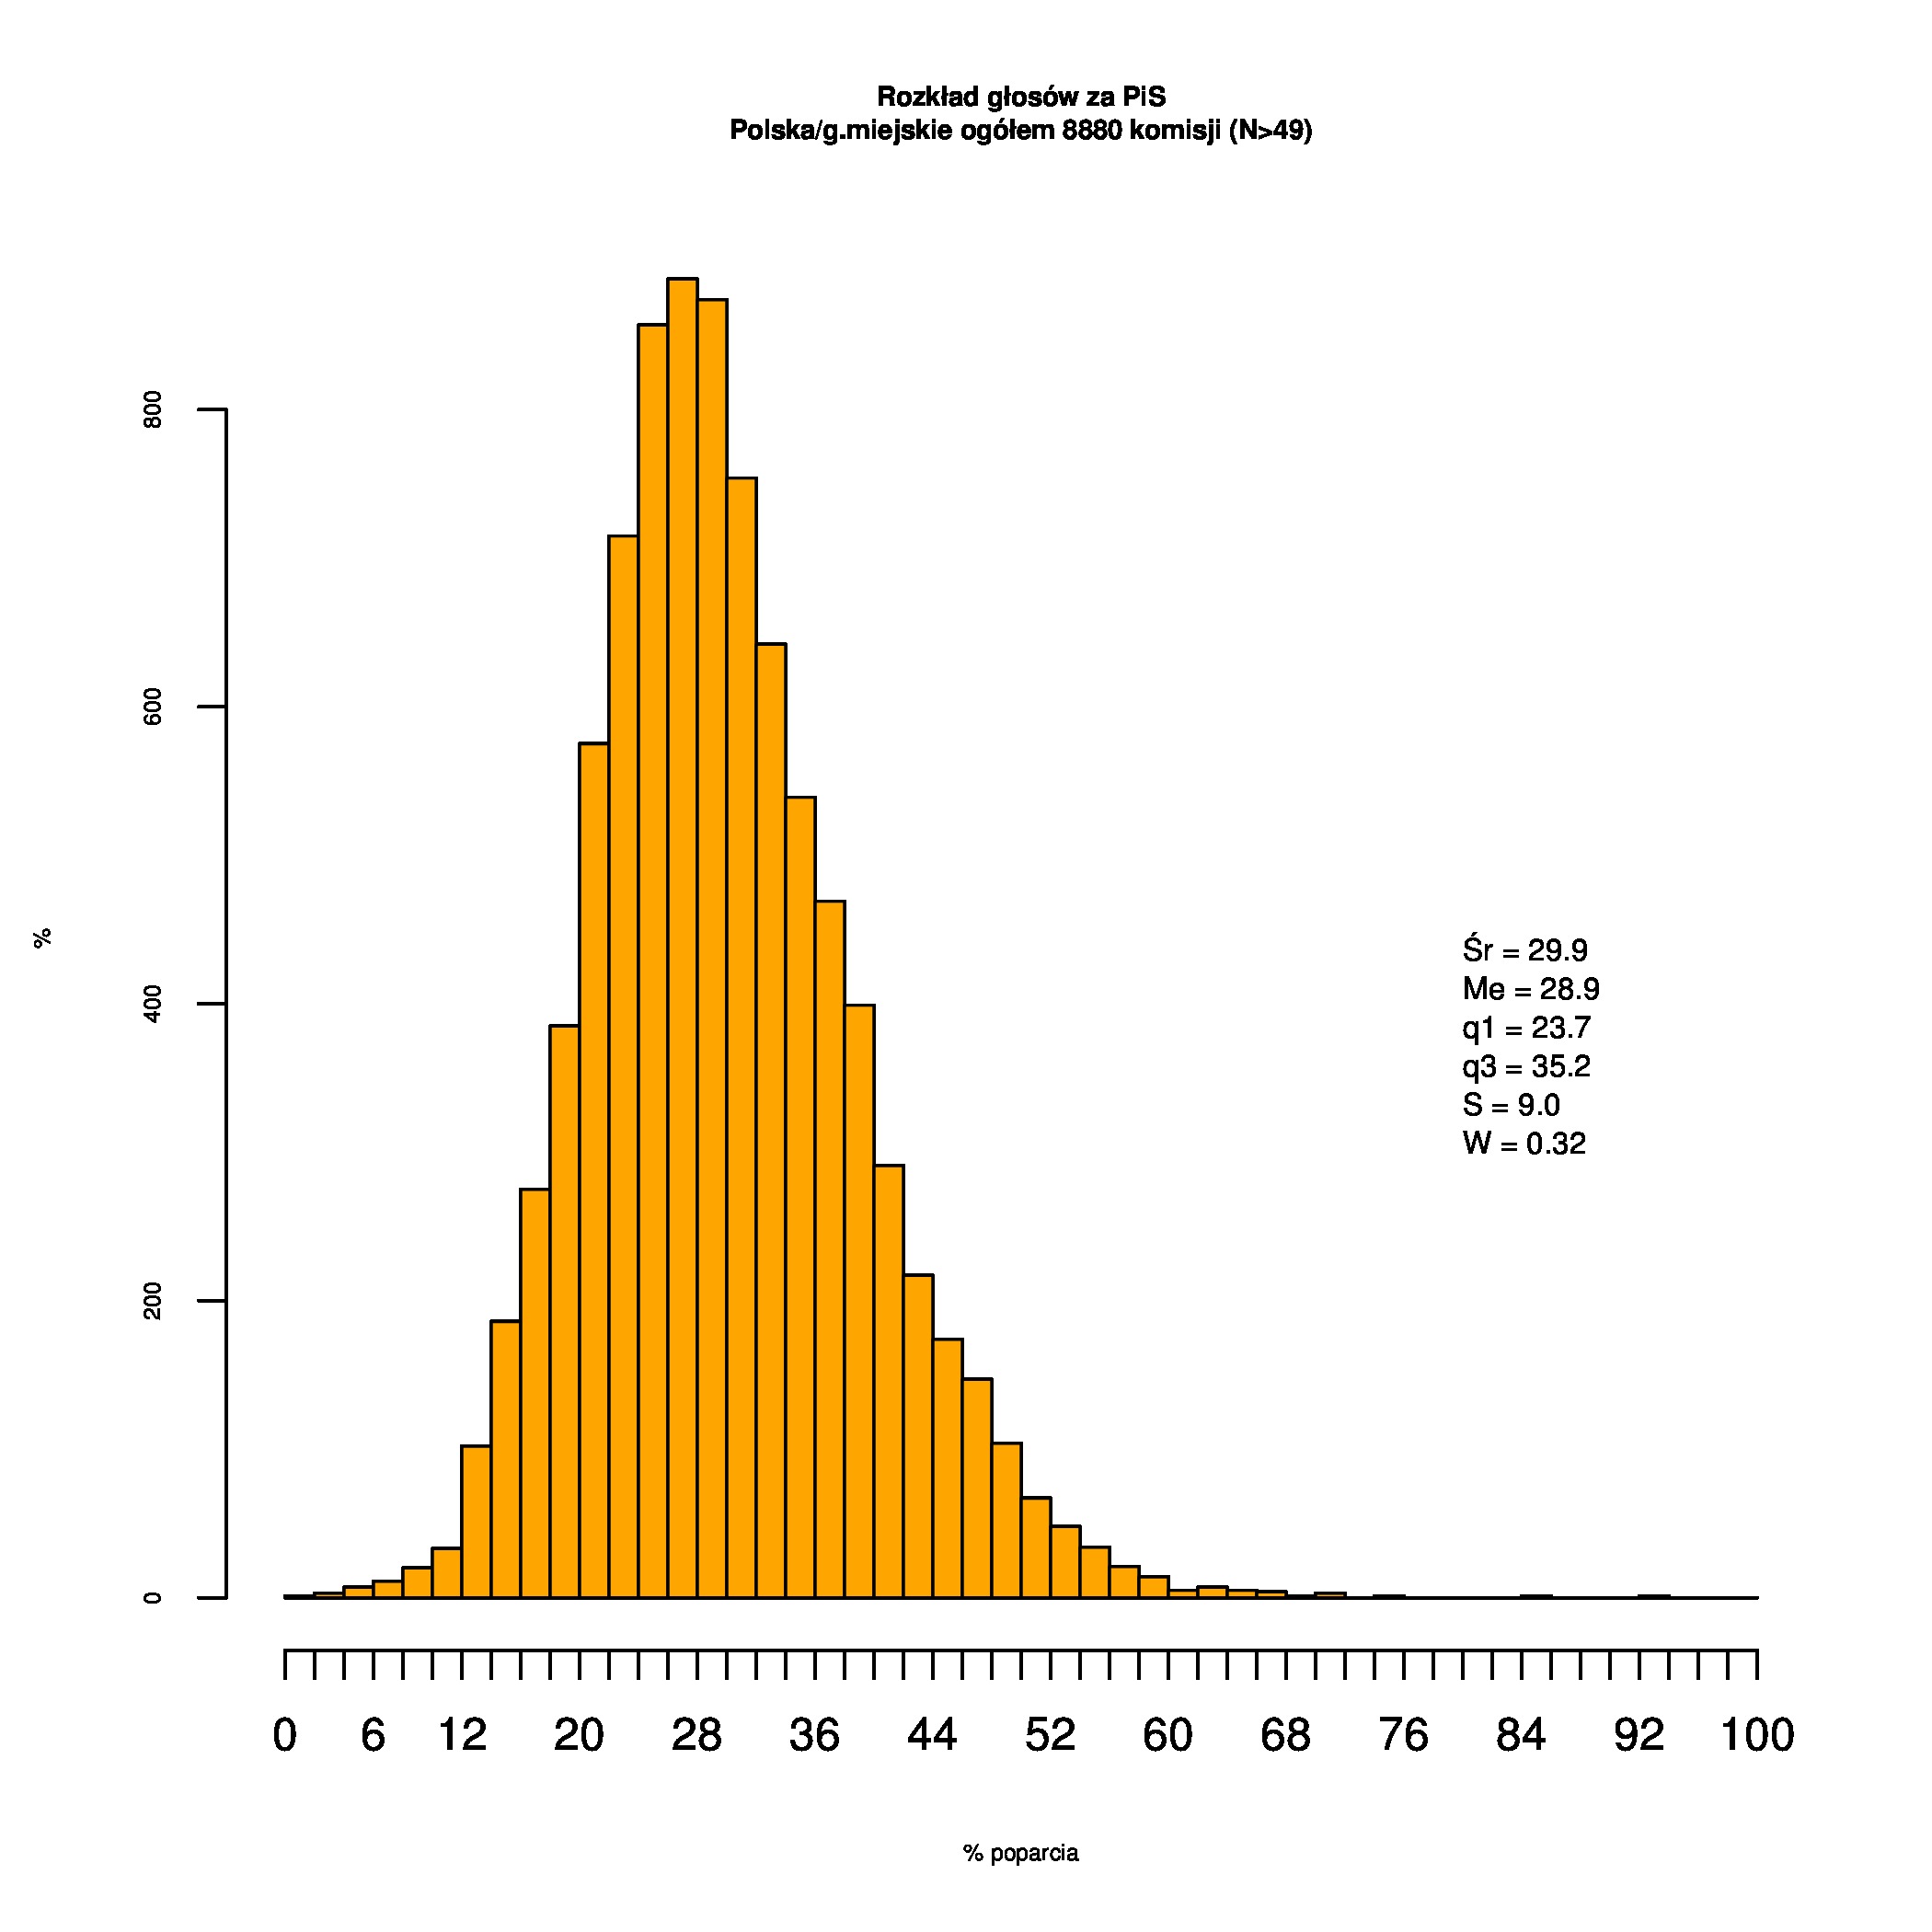 Rozkład głosów za PiS
Polska/g.miejskie ogółem 8880 komisji (N>49)
800
600
400
200
0
%
Śr = 29.9
Me = 28.9
q1 = 23.7
q3 = 35.2
S = 9.0
W = 0.32
0 6 12 20 28 36 44 52 60 68 76 84 92 100
% poparcia